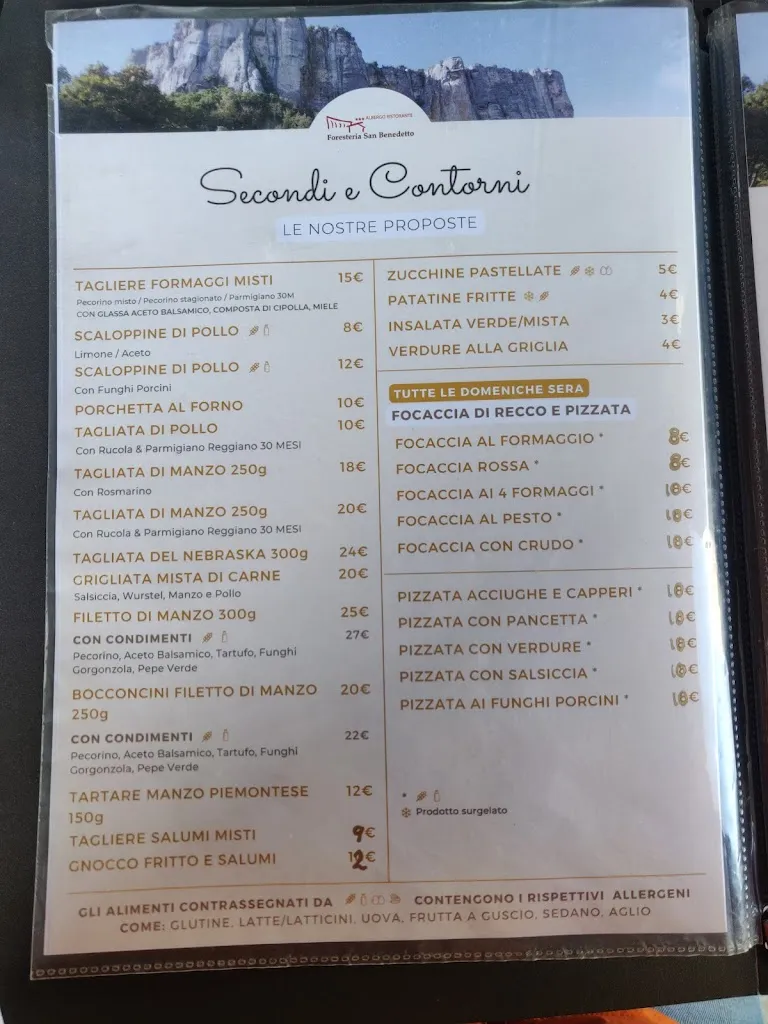 ALBERGO RISTORANTE
Foresteria San Benedetto
Secondi e Contorni
LE NOSTRE PROPOSTE
TAGLIERE FORMAGGI MISTI 15€
Pecorino misto / Pecorino stagionato / Parmigiano 30M
CON GLASSA ACETO BALSAMICO, COMPOSTA DI CIPOLLA, MIELE
SCALOPPINE DI POLLO 8€
Limone / Aceto
SCALOPPINE DI POLLO 12€
Con Funghi Porcini
PORCHETTA AL FORNO 10€
TAGLIATA DI POLLO 10€
Con Rucola & Parmigiano Reggiano 30 MESI
TAGLIATA DI MANZO 250g 18€
Con Rosmarino
TAGLIATA DI MANZO 250g 20€
Con Rucola & Parmigiano Reggiano 30 MESI
TAGLIATA DEL NEBRASKA 300g 24€
GRIGLIATA MISTA DI CARNE 20€
Salsiccia, Wurstel, Manzo e Pollo
FILETTO DI MANZO 300g 25€
CON CONDIMENTI 27€
Pecorino, Aceto Balsamico, Tartufo, Funghi
Gorgonzola, Pepe Verde
BOCCONCINI FILETTO DI MANZO 20€
250g
CON CONDIMENTI 22€
Pecorino, Aceto Balsamico, Tartufo, Funghi
Gorgonzola, Pepe Verde
TARTARE MANZO PIEMONTESE 12€
150g
TAGLIERE SALUMI MISTI 9€
GNOCCO FRITTO E SALUMI 12€
ZUCCHINE PASTELLATE 5€
PATATINE FRITTE 4€
INSALATA VERDE/MISTA 3€
VERDURE ALLA GRIGLIA 4€
TUTTE LE DOMENICHE SERA
FOCACCIA DI RECCO E PIZZATA
FOCACCIA AL FORMAGGIO * 8€
FOCACCIA ROSSA * 8€
FOCACCIA AI 4 FORMAGGI * 10€
FOCACCIA AL PESTO * 10€
FOCACCIA CON CRUDO * 10€
PIZZATA ACCIUGHE E CAPPERI * 10€
PIZZATA CON PANCETTA * 10€
PIZZATA CON VERDURE * 10€
PIZZATA CON SALSICCIA * 10€
PIZZATA AI FUNGHI PORCINI * 10€
*
Prodotto surgelato
GLI ALIMENTI CONTRASSEGNATI DA CONTENGONO I RISPETTIVI ALLERGENI
COME: GLUTINE, LATTE/LATTICINI, UOVA, FRUTTA A GUSCIO, SEDANO, AGLIO